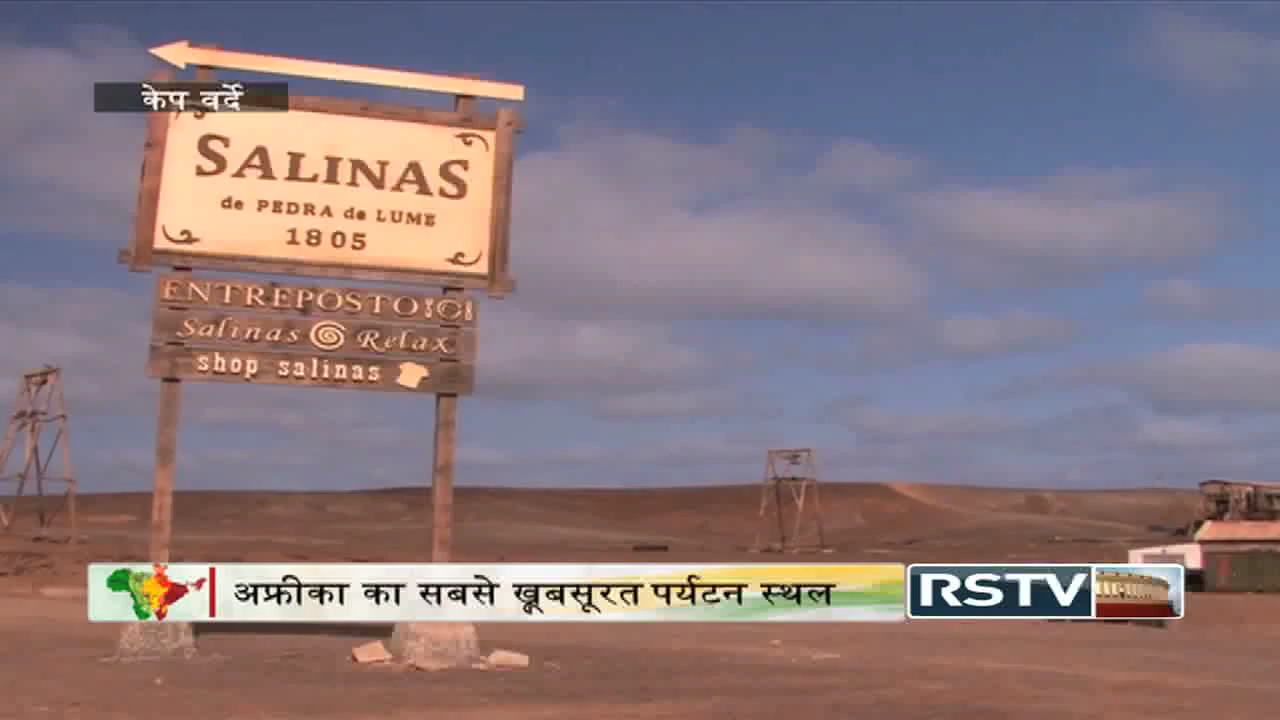 केप वर्दे
SALINAS
de PEDRA de LUME
1805
ENTREPOSTO
Salinas Relax
shop salinas
अफ्रीका का सबसे खूबसूरत पर्यटन स्थल
RSTV